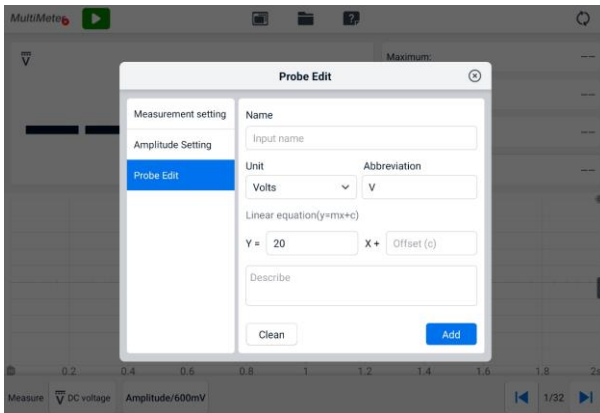 MultiMeter
V
Maximum: --
--
--
--
Probe Edit
Measurement setting
Amplitude Setting
Probe Edit
Name
Input name
Unit
Abbreviation
Volts
V
Linear equation(y=mx+c)
Y = 20 X + Offset (c)
Describe
Clean
Add
0 0.2 0.4 0.6 0.8 1 1.2 1.4 1.6 1.8 2s
Measure V DC voltage Amplitude/600mV 1/32